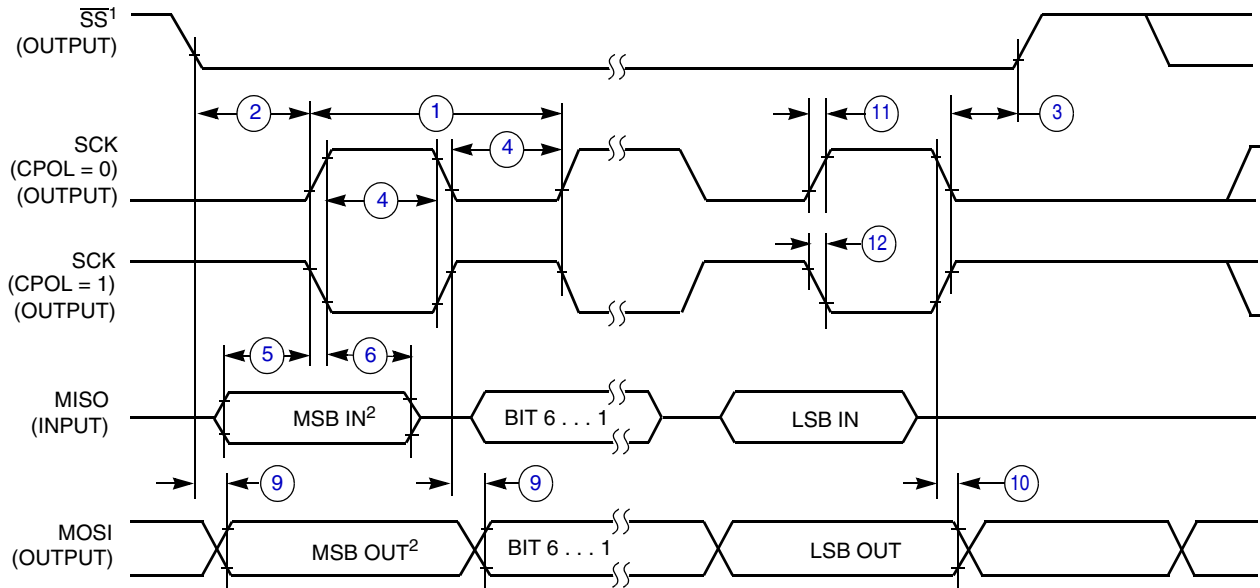 SS¹
(OUTPUT)
2
1
11
3
SCK
(CPOL = 0)
(OUTPUT)
4
4
12
SCK
(CPOL = 1)
(OUTPUT)
5
6
MISO
(INPUT)
MSB IN²
BIT 6 . . . 1
LSB IN
9
9
10
MOSI
(OUTPUT)
MSB OUT²
BIT 6 . . . 1
LSB OUT